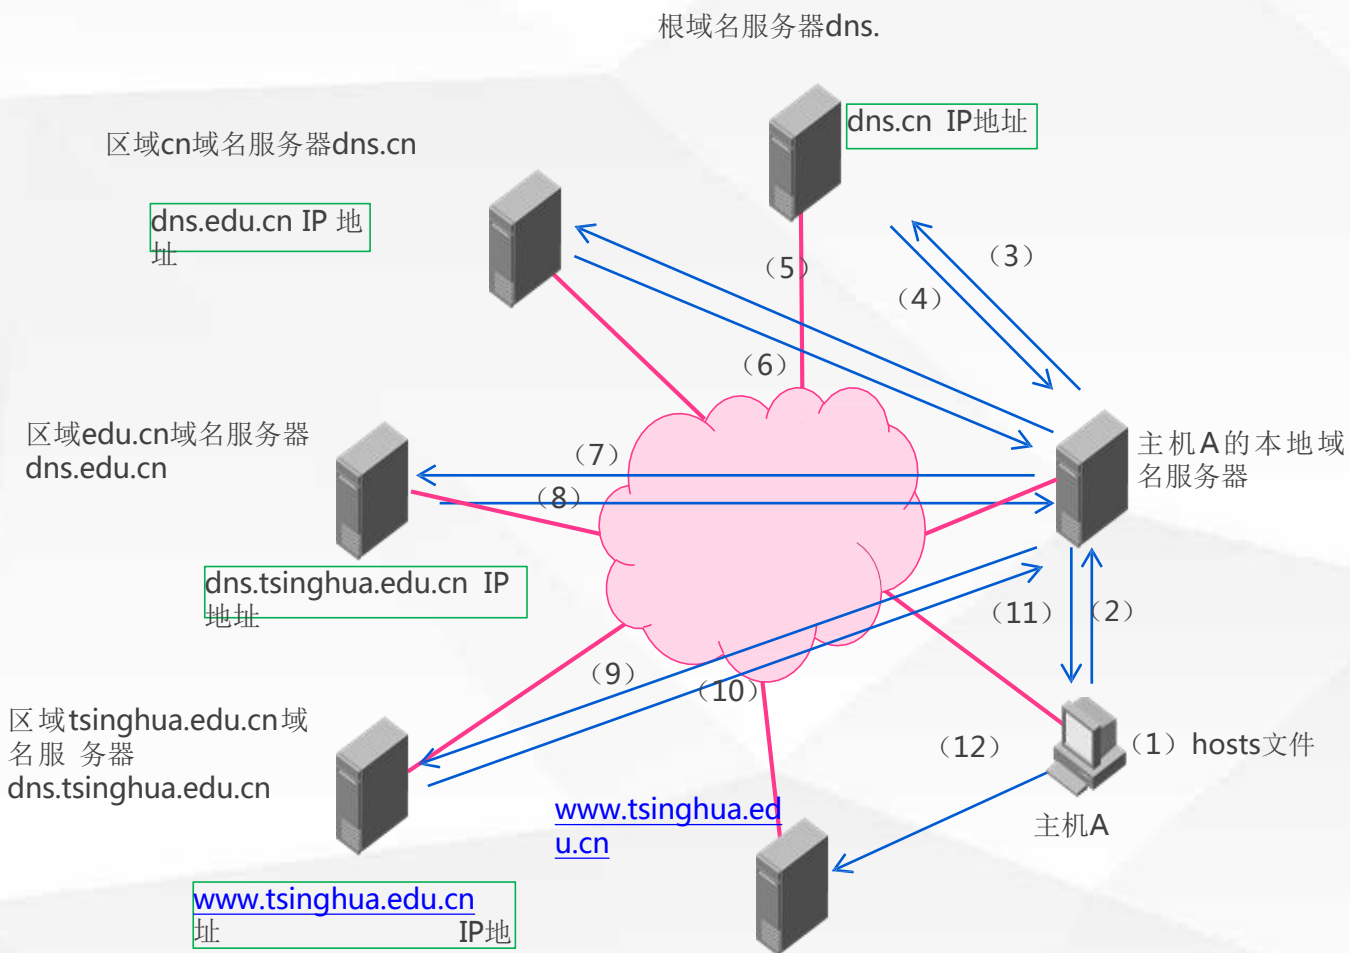 根域名服务器dns.
dns.cn IP地址
区域cn域名服务器dns.cn
dns.edu.cn IP 地
址
（3）
（5）
（4）
（6）
区域edu.cn域名服务器
dns.edu.cn
（7）
主机A的本地域
名服务器
（8）
dns.tsinghua.edu.cn IP
地址
（11）
（2）
（9）
（10）
区域tsinghua.edu.cn域
名服 务器
dns.tsinghua.edu.cn
（12）
（1）hosts文件
www.tsinghua.ed
u.cn
主机A
www.tsinghua.edu.cn
址 IP地